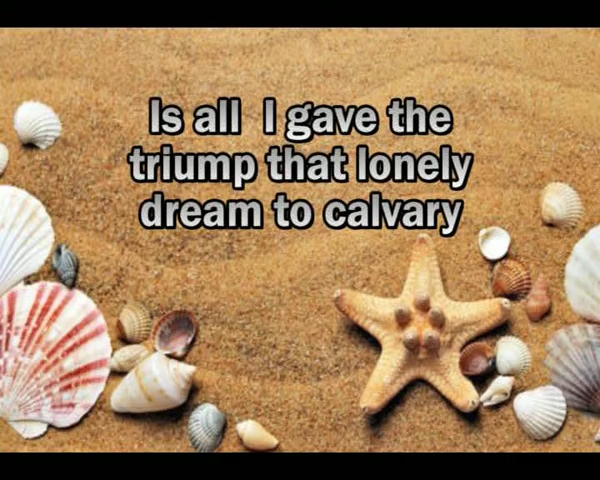 Is all  I gave the
triump that lonely
dream to calvary